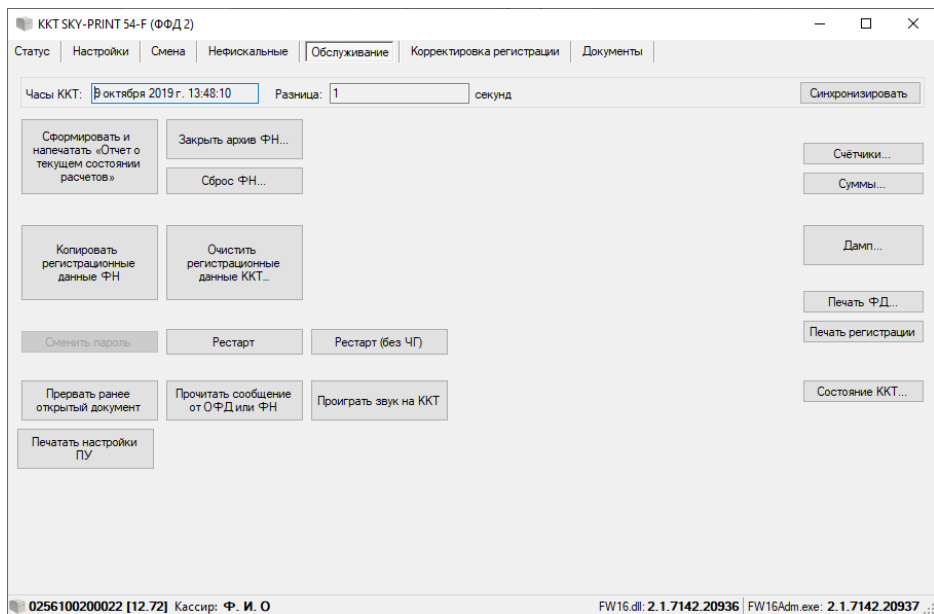 ККТ SKY-PRINT 54-F (ФФД 2)
Статус Настройки Смена Нефискальные Обслуживание Корректировка регистрации Документы
Часы ККТ: 9 октября 2019 г. 13:48:10 Разница: 1 секунд Синхронизировать
Сформировать и
напечатать «Отчет о
текущем состоянии
расчетов»
Закрыть архив ФН...
Сброс ФН...
Счётчики...
Суммы...
Копировать
регистрационные
данные ФН
Очистить
регистрационные
данные ККТ...
Дамп...
Печать ФД...
Печать регистрации
Сменить пароль Рестарт Рестарт (без ЧГ)
Прервать ранее
открытый документ
Прочитать сообщение
от ОФД или ФН
Проиграть звук на ККТ
Состояние ККТ...
Печатать настройки
ПУ
0256100200022 [12.72] Кассир: Ф. И. О FW16.dll: 2.1.7142.20936 FW16Adm.exe: 2.1.7142.20937